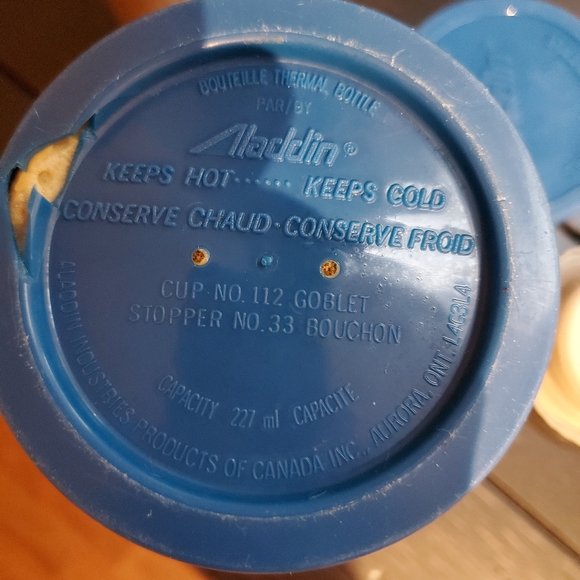 BOUTEILLE THERMAL BOTTLE
PAR/BY
Aladdin®
KEEPS HOT······ KEEPS COLD
CONSERVE CHAUD·CONSERVE FROID
CUP NO. 112 GOBLET
STOPPER NO. 33 BOUCHON
CAPACITY 227 ml CAPACITE
ALADDIN INDUSTRIES PRODUCTS OF CANADA INC., AURORA, ONT. L4G3L4